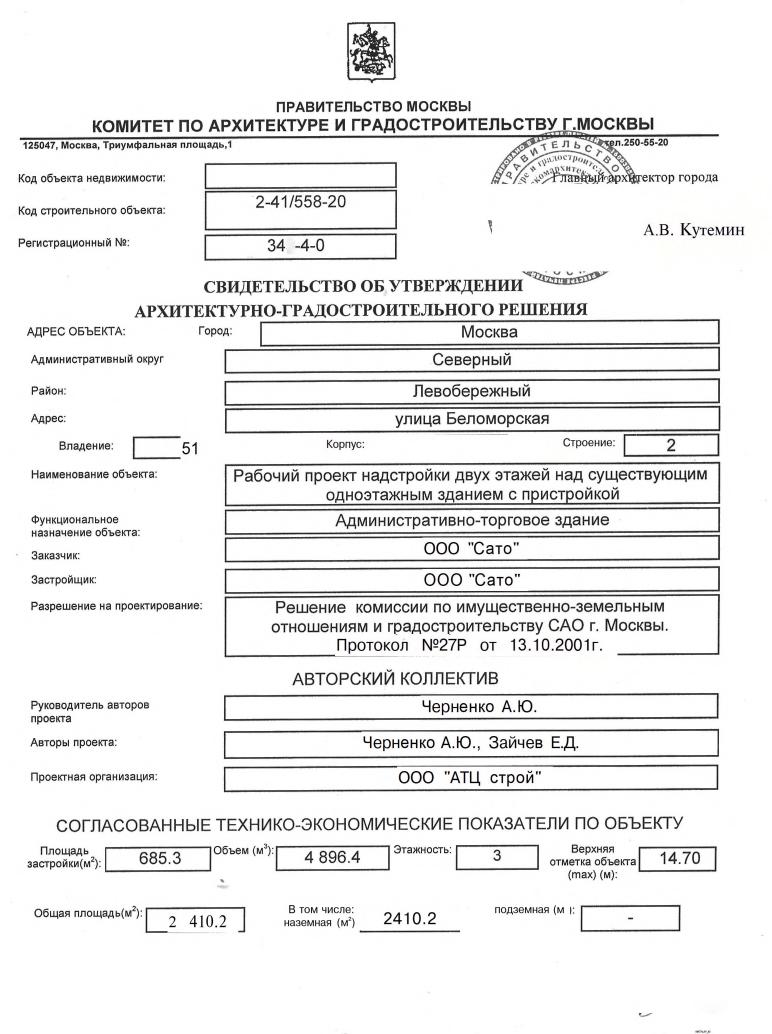 ПРАВИТЕЛЬСТВО МОСКВЫ
КОМИТЕТ ПО АРХИТЕКТУРЕ И ГРАДОСТРОИТЕЛЬСТВУ Г.МОСКВЫ
125047, Москва, Триумфальная площадь,1 тел.250-55-20
ПРАВИТЕЛЬСТВО
Код объекта недвижимости: Главный архитектор города
Код строительного объекта: 2-41/558-20
А.В. Кутемин
Регистрационный №: 34 -4-0
СВИДЕТЕЛЬСТВО ОБ УТВЕРЖДЕНИИ
АРХИТЕКТУРНО-ГРАДОСТРОИТЕЛЬНОГО РЕШЕНИЯ
АДРЕС ОБЪЕКТА: Город: Москва
Административный округ Северный
Район: Левобережный
Адрес: улица Беломорская
Владение: 51 Корпус: Строение: 2
Наименование объекта: Рабочий проект надстройки двух этажей над существующим
одноэтажным зданием с пристройкой
Функциональное
назначение объекта: Административно-торговое здание
Заказчик: ООО "Сато"
Застройщик: ООО "Сато"
Разрешение на проектирование: Решение комиссии по имущественно-земельным
отношениям и градостроительству САО г. Москвы.
Протокол №27Р от 13.10.2001г.
АВТОРСКИЙ КОЛЛЕКТИВ
Руководитель авторов
проекта Черненко А.Ю.
Авторы проекта: Черненко А.Ю., Зайчев Е.Д.
Проектная организация: ООО "АТЦ строй"
СОГЛАСОВАННЫЕ ТЕХНИКО-ЭКОНОМИЧЕСКИЕ ПОКАЗАТЕЛИ ПО ОБЪЕКТУ
Площадь
застройки(м²): 685.3 Объем (м³): 4 896.4 Этажность: 3 Верхняя
отметка объекта
(max) (м): 14.70
Общая площадь(м²): 2 410.2 В том числе:
наземная (м²) 2410.2 подземная (м ): -